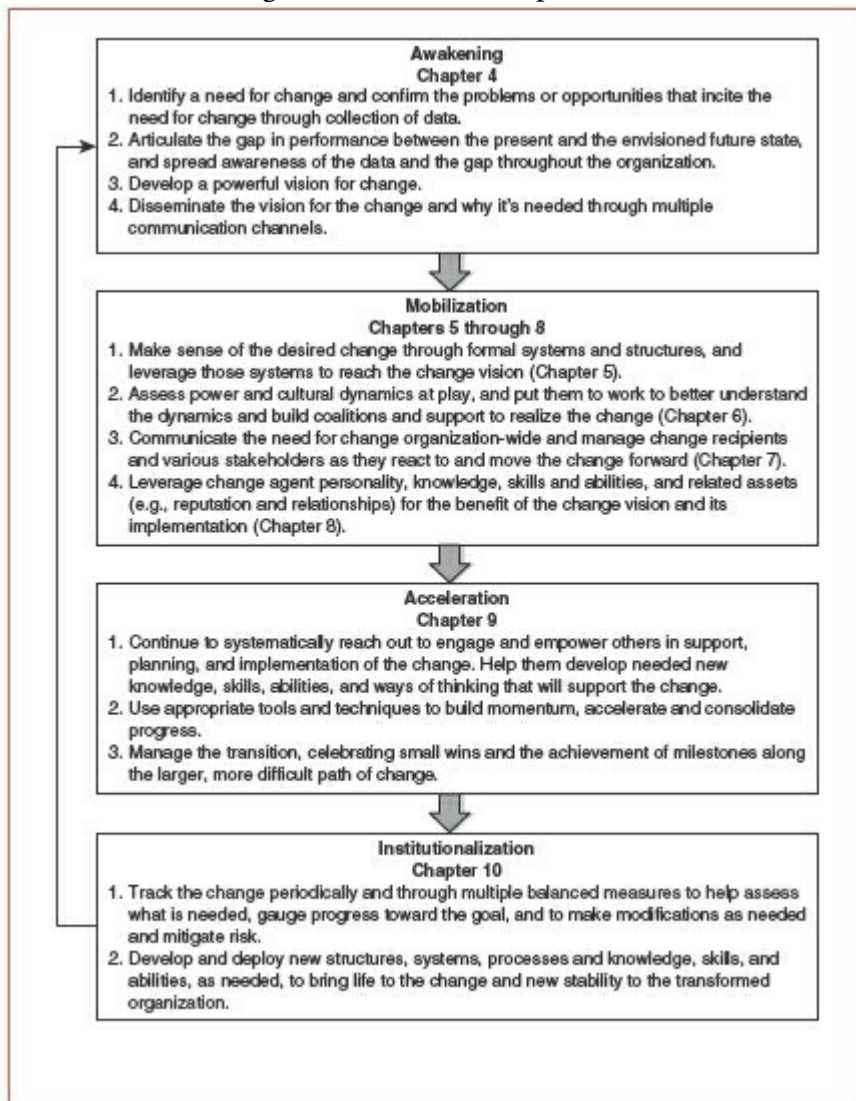 Awakening
Chapter 4
1. Identify a need for change and confirm the problems or opportunities that incite the
need for change through collection of data.
2. Articulate the gap in performance between the present and the envisioned future state,
and spread awareness of the data and the gap throughout the organization.
3. Develop a powerful vision for change.
4. Disseminate the vision for the change and why it's needed through multiple
communication channels.
Mobilization
Chapters 5 through 8
1. Make sense of the desired change through formal systems and structures, and
leverage those systems to reach the change vision (Chapter 5).
2. Assess power and cultural dynamics at play, and put them to work to better understand
the dynamics and build coalitions and support to realize the change (Chapter 6).
3. Communicate the need for change organization-wide and manage change recipients
and various stakeholders as they react to and move the change forward (Chapter 7).
4. Leverage change agent personality, knowledge, skills and abilities, and related assets
(e.g., reputation and relationships) for the benefit of the change vision and its
implementation (Chapter 8).
Acceleration
Chapter 9
1. Continue to systematically reach out to engage and empower others in support,
planning, and implementation of the change. Help them develop needed new
knowledge, skills, abilities, and ways of thinking that will support the change.
2. Use appropriate tools and techniques to build momentum, accelerate and consolidate
progress.
3. Manage the transition, celebrating small wins and the achievement of milestones along
the larger, more difficult path of change.
Institutionalization
Chapter 10
1. Track the change periodically and through multiple balanced measures to help assess
what is needed, gauge progress toward the goal, and to make modifications as needed
and mitigate risk.
2. Develop and deploy new structures, systems, processes and knowledge, skills, and
abilities, as needed, to bring life to the change and new stability to the transformed
organization.